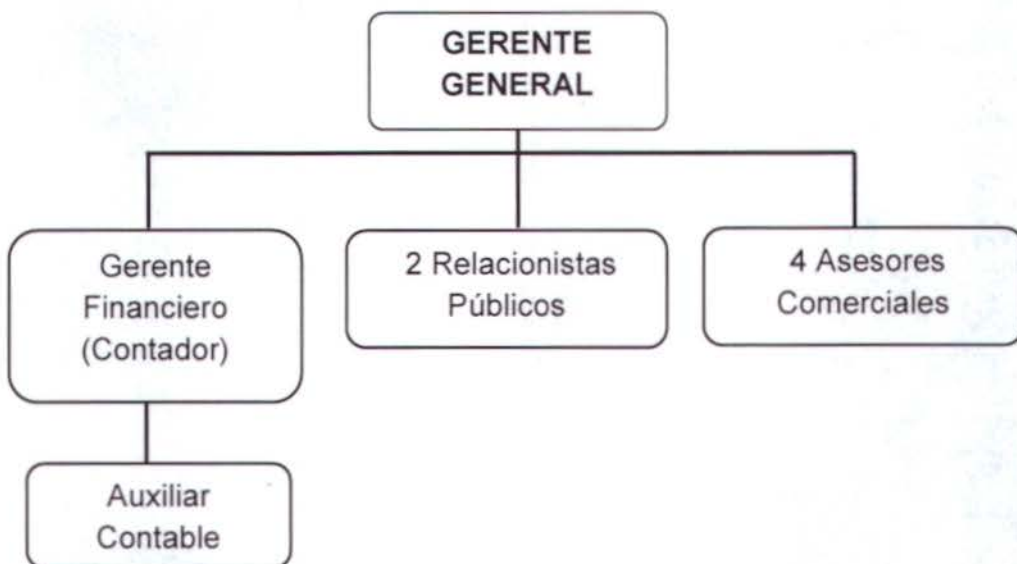 GERENTE
GENERAL
Gerente
Financiero
(Contador)
2 Relacionistas
Públicos
4 Asesores
Comerciales
Auxiliar
Contable